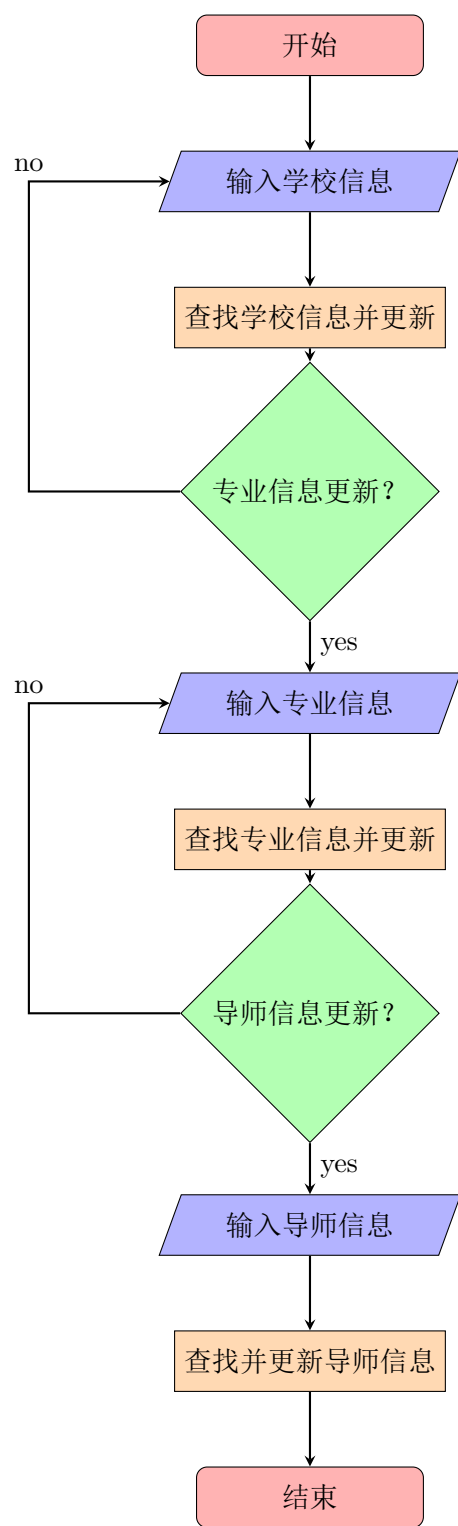 开始
no
输入学校信息
查找学校信息并更新
专业信息更新？
yes
no
输入专业信息
查找专业信息并更新
导师信息更新？
yes
输入导师信息
查找并更新导师信息
结束